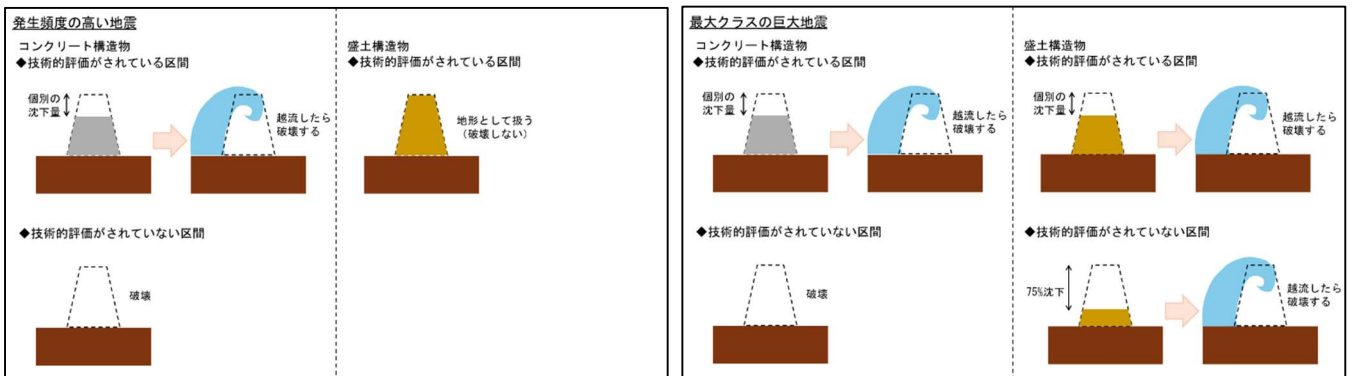 発生頻度の高い地震
コンクリート構造物
◆技術的評価がされている区間
個別の
沈下量
越流したら
破壊する
◆技術的評価がされていない区間
破壊
盛土構造物
◆技術的評価がされている区間
地形として扱う
（破壊しない）
最大クラスの巨大地震
コンクリート構造物
◆技術的評価がされている区間
個別の
沈下量
越流したら
破壊する
◆技術的評価がされていない区間
破壊
盛土構造物
◆技術的評価がされている区間
個別の
沈下量
越流したら
破壊する
◆技術的評価がされていない区間
75%沈下
越流したら
破壊する